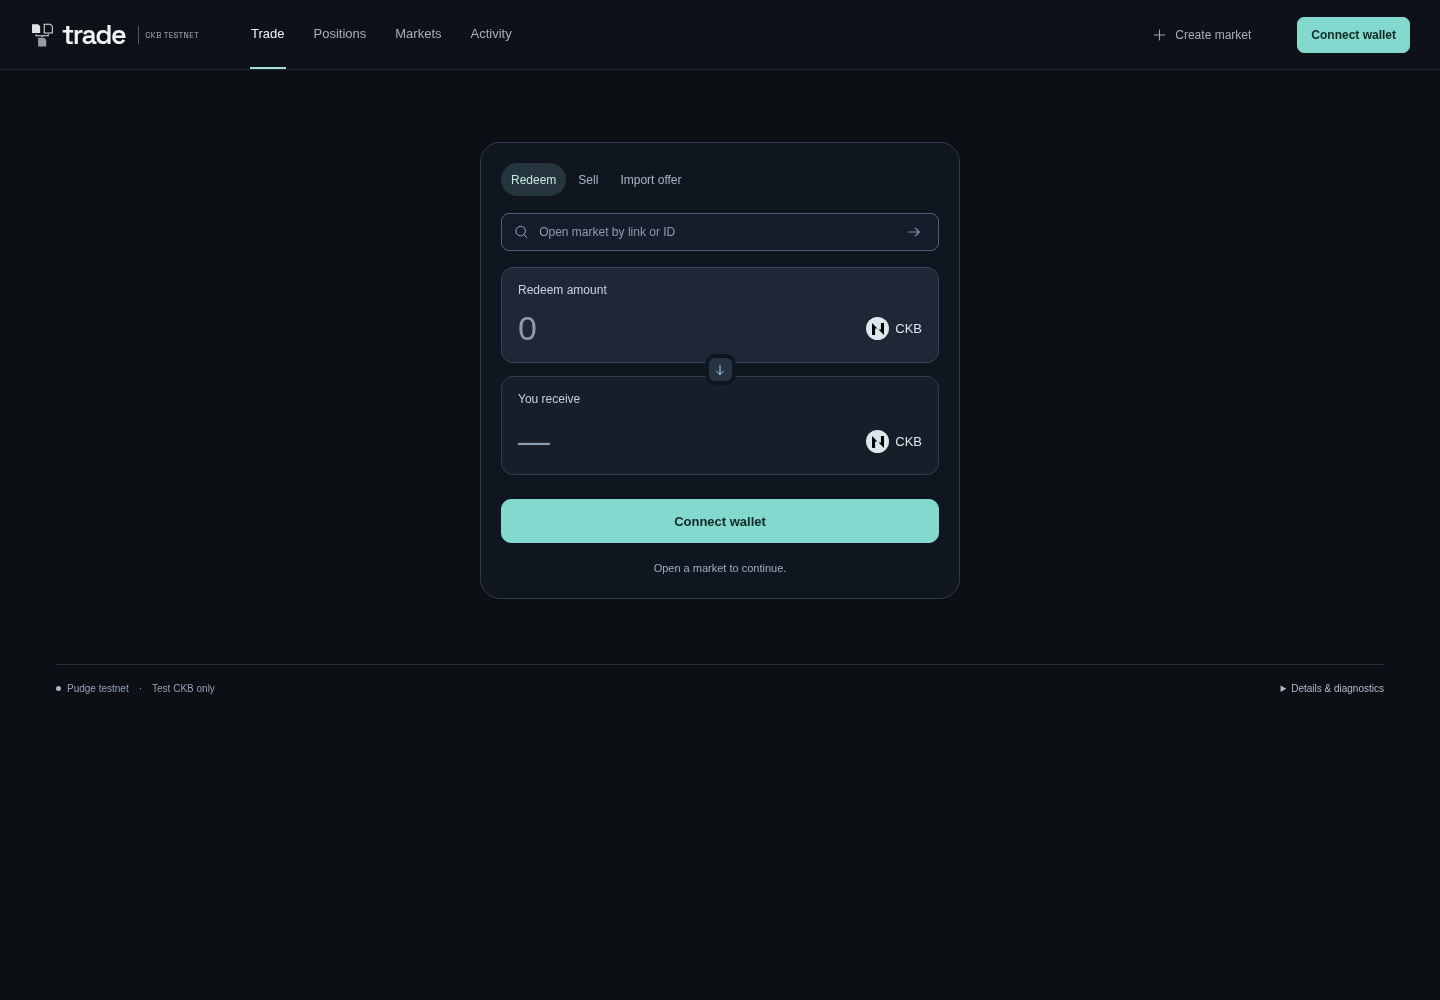 trade
CKB TESTNET
Trade
Positions
Markets
Activity
Create market
Connect wallet
Redeem
Sell
Import offer
Open market by link or ID
Redeem amount
0
CKB
You receive
—
CKB
Connect wallet
Open a market to continue.
Pudge testnet · Test CKB only
Details & diagnostics